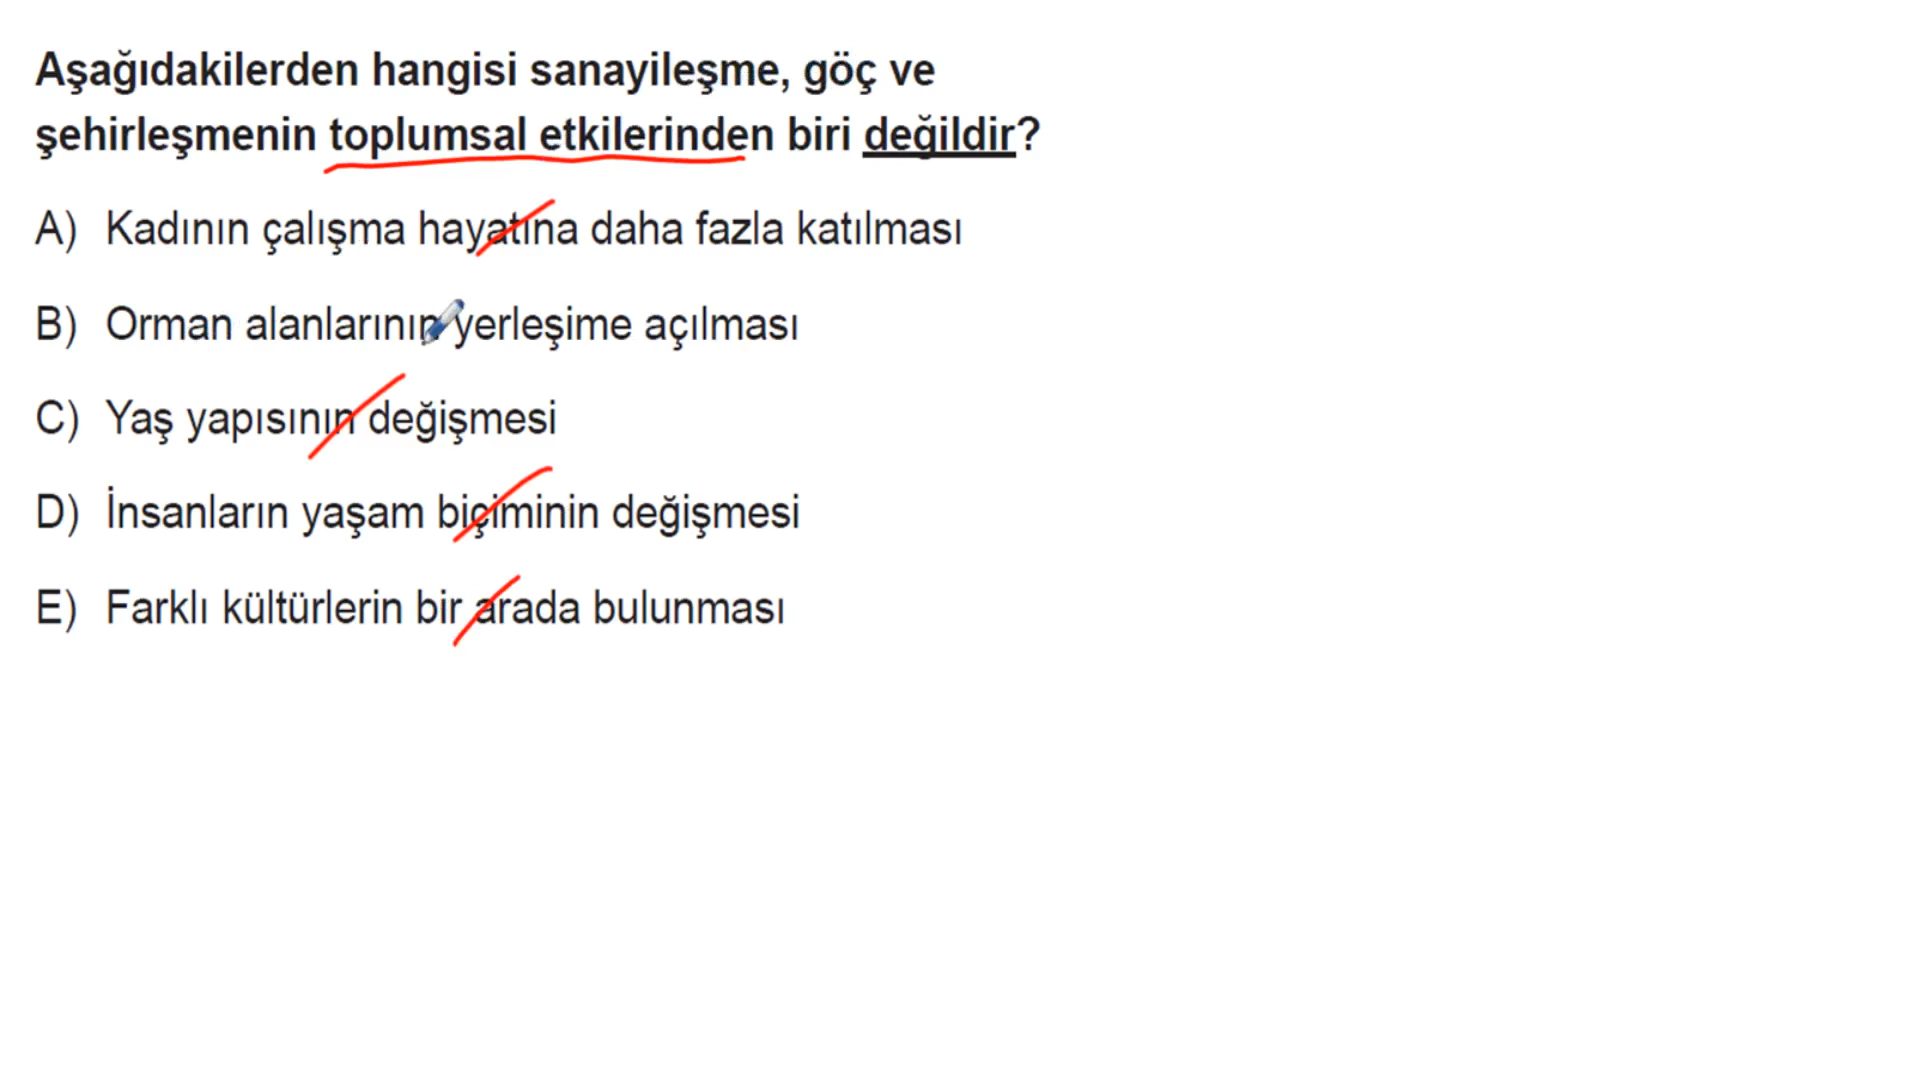 Aşağıdakilerden hangisi sanayileşme, göç ve
şehirleşmenin toplumsal etkilerinden biri değildir?
A) Kadının çalışma hayatına daha fazla katılması
B) Orman alanlarının yerleşime açılması
C) Yaş yapısının değişmesi
D) İnsanların yaşam biçiminin değişmesi
E) Farklı kültürlerin bir arada bulunması